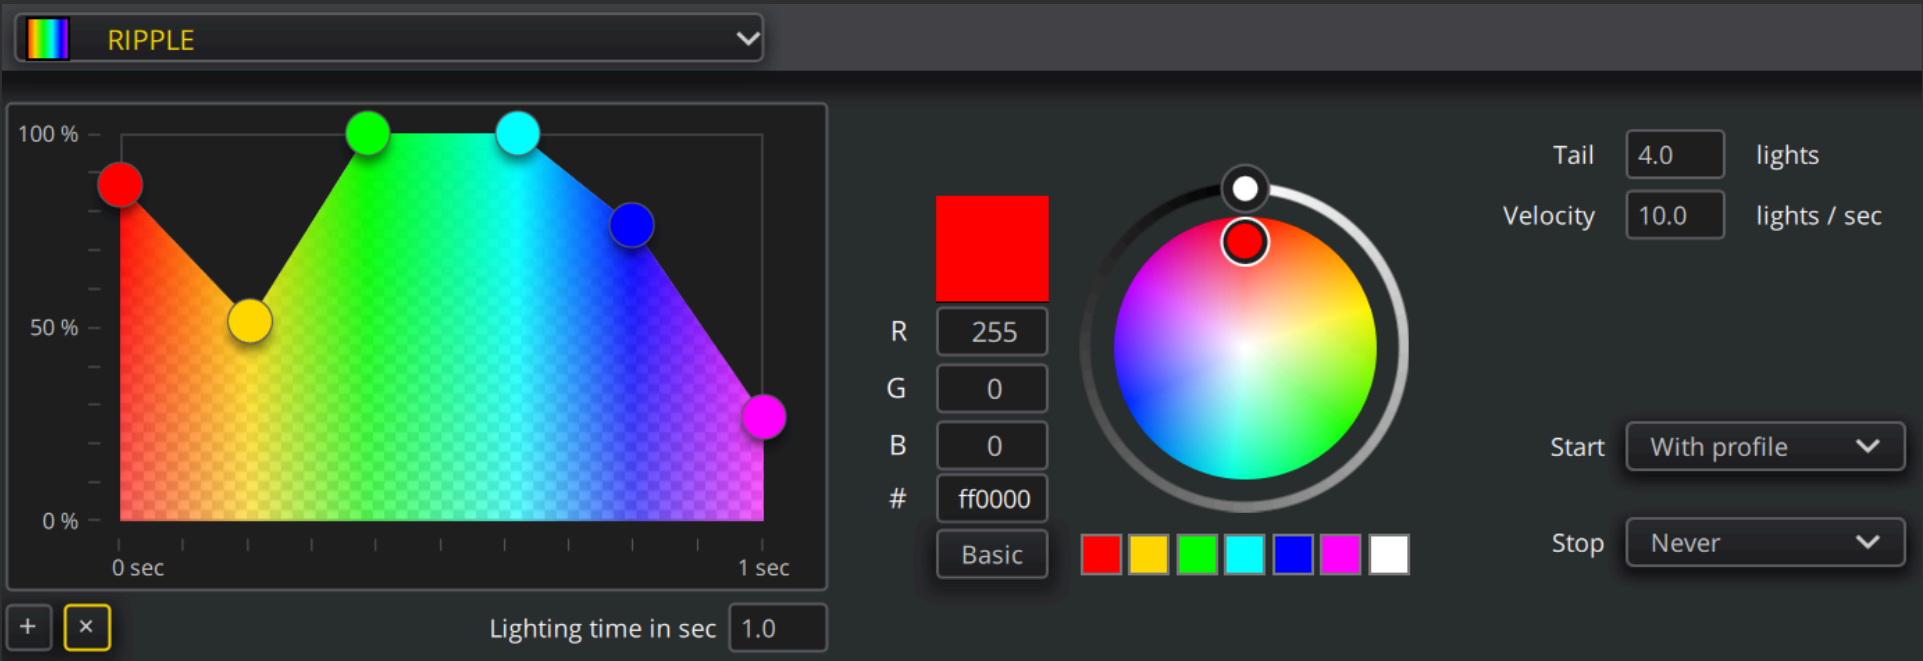 RIPPLE
100 %
50 %
0 %
0 sec
1 sec
+
×
Lighting time in sec 1.0
R 255
G 0
B 0
# ff0000
Basic
Tail 4.0 lights
Velocity 10.0 lights / sec
Start With profile
Stop Never